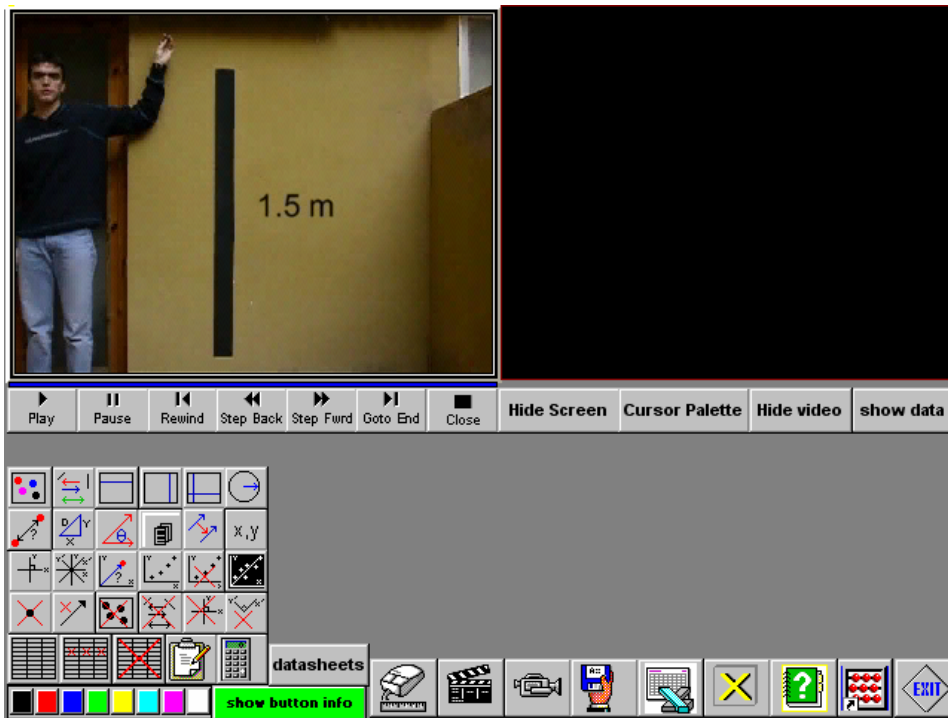 1.5 m
Play
Pause
Rewind
Step Back
Step Fwrd
Goto End
Close
Hide Screen
Cursor Palette
Hide video
show data
?
D
Y
X
θ
x,y
Y
x
Y
x
?
datasheets
show button info
?
EXIT